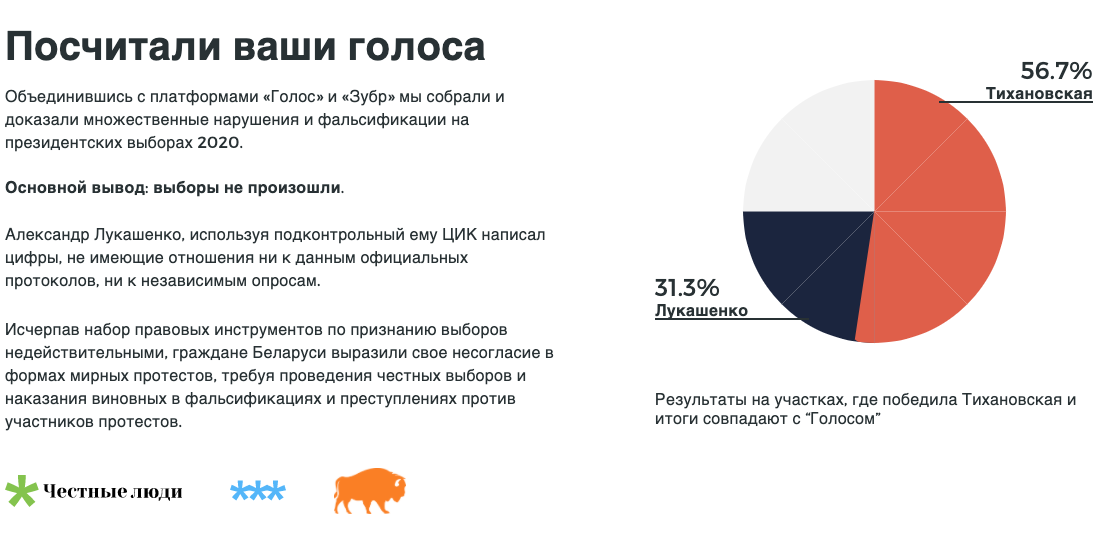 Посчитали ваши голоса
Объединившись с платформами «Голос» и «Зубр» мы собрали и
доказали множественные нарушения и фальсификации на
президентских выборах 2020.
Основной вывод: выборы не произошли.
Александр Лукашенко, используя подконтрольный ему ЦИК написал
цифры, не имеющие отношения ни к данным официальных
протоколов, ни к независимым опросам.
Исчерпав набор правовых инструментов по признанию выборов
недействительными, граждане Беларуси выразили свое несогласие в
формах мирных протестов, требуя проведения честных выборов и
наказания виновных в фальсификациях и преступлениях против
участников протестов.
Честные люди
56.7%
Тихановская
31.3%
Лукашенко
Результаты на участках, где победила Тихановская и
итоги совпадают с “Голосом”